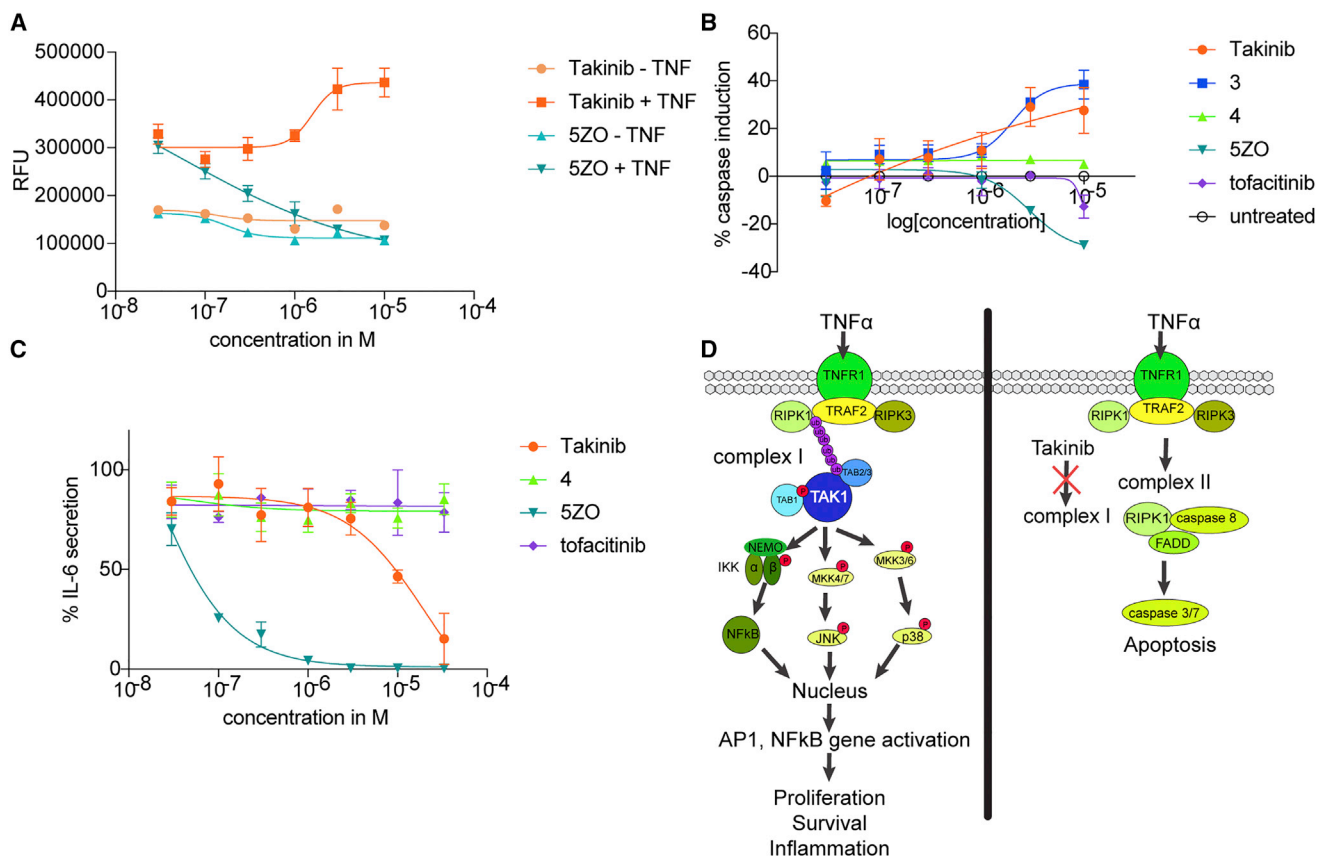 A
500000
400000
300000
200000
100000
0
RFU
10-8
10-7
10-6
10-5
10-4
concentration in M
Takinib - TNF
Takinib + TNF
5ZO - TNF
5ZO + TNF
B
60
40
20
0
-20
-40
% caspase induction
10-7
10-6
10-5
log[concentration]
Takinib
3
4
5ZO
tofacitinib
untreated
C
100
50
0
% IL-6 secretion
10-8
10-7
10-6
10-5
10-4
concentration in M
Takinib
4
5ZO
tofacitinib
D
TNFα
TNFR1
RIPK1
TRAF2
RIPK3
ub
ub
ub
ub
ub
ub
complex I
TAB2/3
TAB1
P
TAK1
NEMO
IKK
α
β
P
MKK4/7
P
MKK3/6
P
NFkB
JNK
P
p38
P
Nucleus
AP1, NFkB gene activation
Proliferation
Survival
Inflammation
TNFα
TNFR1
RIPK1
TRAF2
RIPK3
Takinib
complex I
complex II
RIPK1
caspase 8
FADD
caspase 3/7
Apoptosis